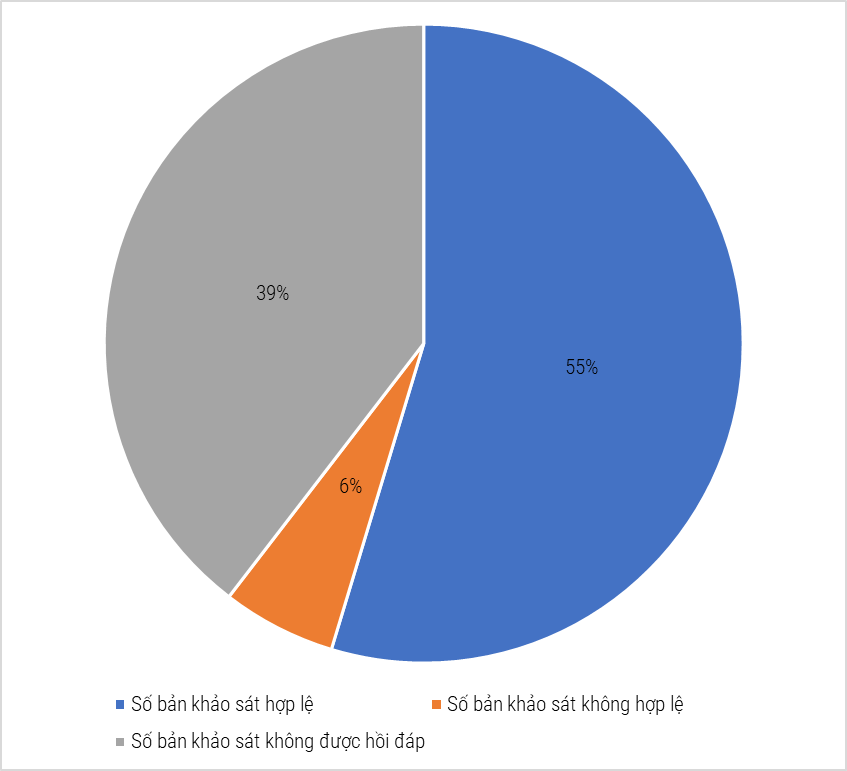 39%
55%
6%
Số bản khảo sát hợp lệ
Số bản khảo sát không hợp lệ
Số bản khảo sát không được hồi đáp